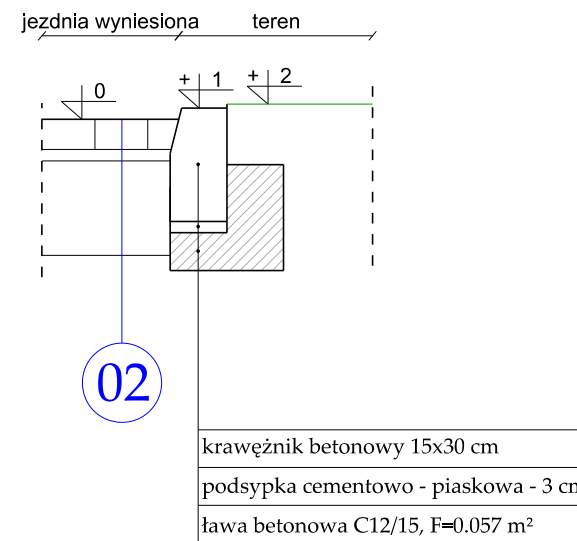 jezdnia wyniesiona teren
0 + 1 + 2
02
krawężnik betonowy 15x30 cm
podsypka cementowo - piaskowa - 3 cm
ława betonowa C12/15, F=0.057 m²